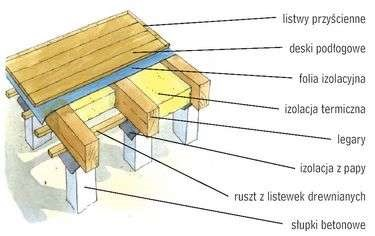 listwy przyścienne
deski podłogowe
folia izolacyjna
izolacja termiczna
legary
izolacja z papy
ruszt z listewek drewnianych
słupki betonowe